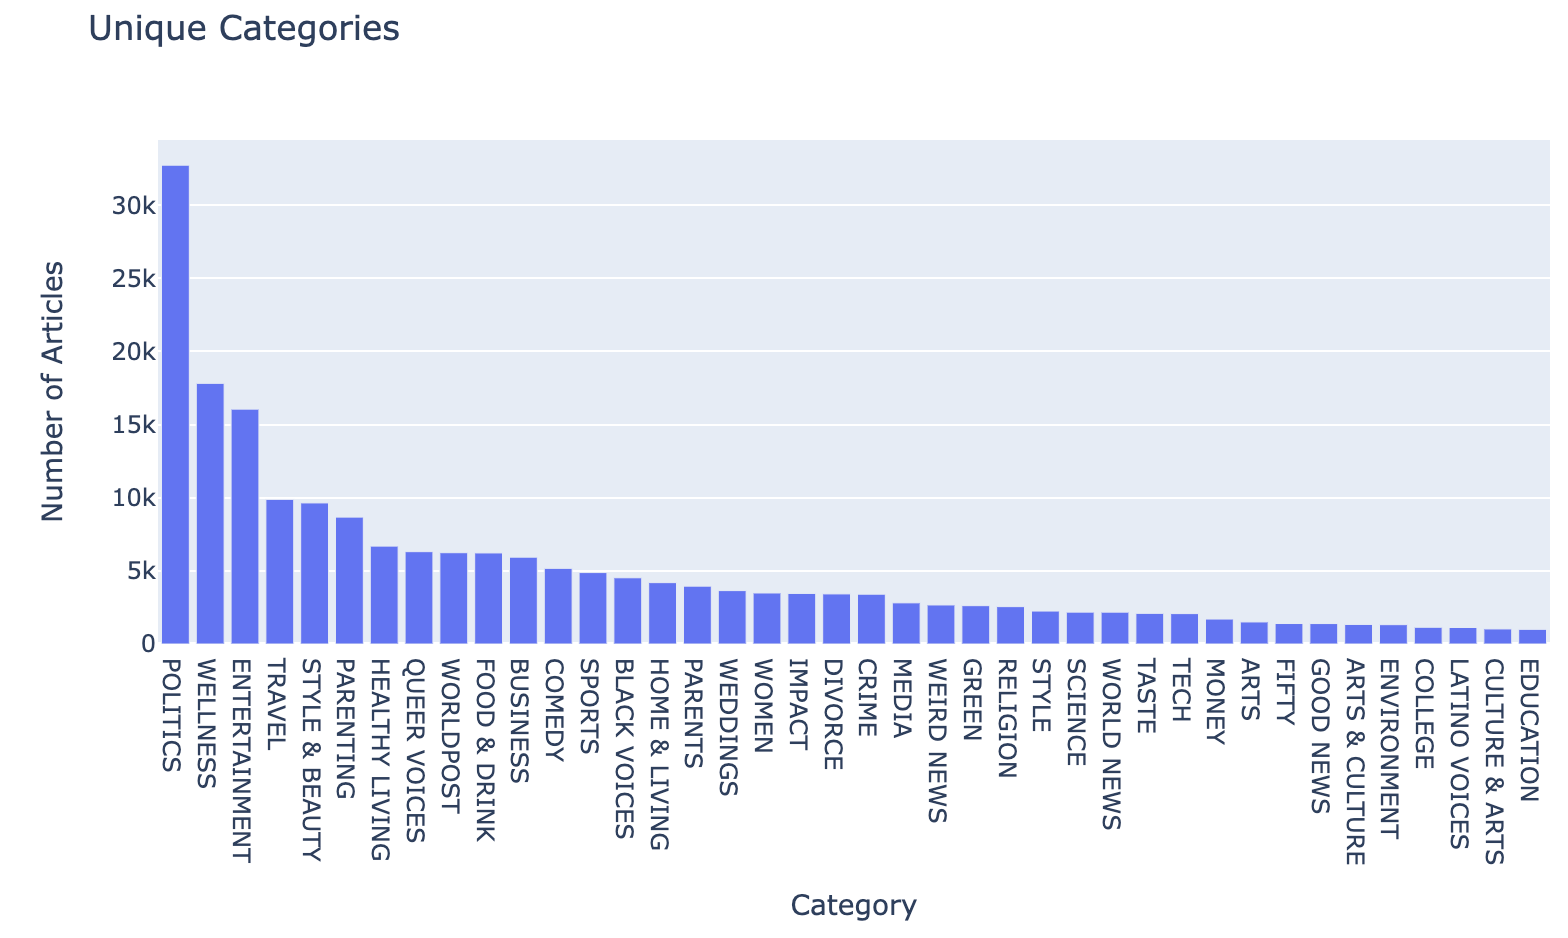 Unique Categories
30k
25k
20k
15k
10k
5k
0
Number of Articles
POLITICS
WELLNESS
ENTERTAINMENT
TRAVEL
STYLE & BEAUTY
PARENTING
HEALTHY LIVING
QUEER VOICES
WORLDPOST
FOOD & DRINK
BUSINESS
COMEDY
SPORTS
BLACK VOICES
HOME & LIVING
PARENTS
WEDDINGS
WOMEN
IMPACT
DIVORCE
CRIME
MEDIA
WEIRD NEWS
GREEN
RELIGION
STYLE
SCIENCE
WORLD NEWS
TASTE
TECH
MONEY
ARTS
FIFTY
GOOD NEWS
ARTS & CULTURE
ENVIRONMENT
COLLEGE
LATINO VOICES
CULTURE & ARTS
EDUCATION
Category